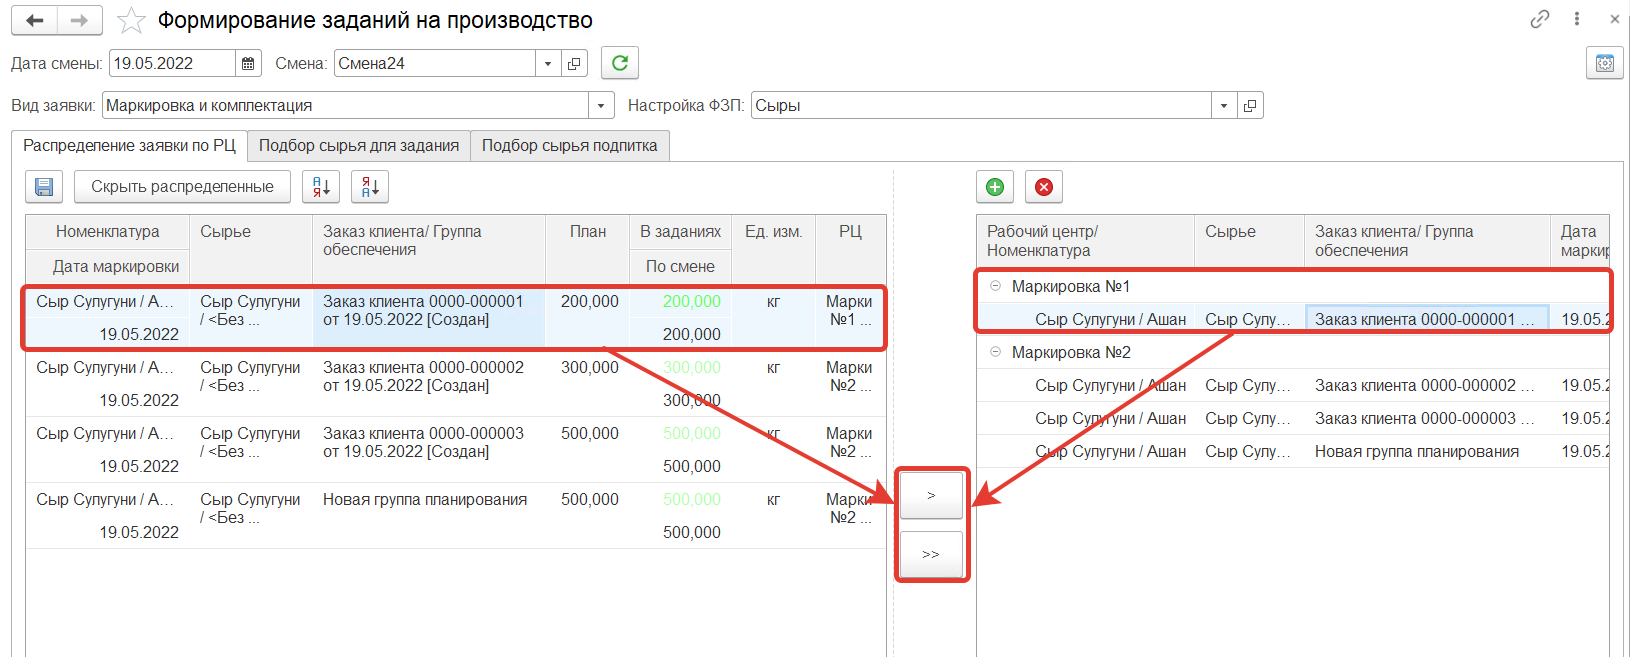 Формирование заданий на производство
Дата смены: 19.05.2022 Смена: Смена24
Вид заявки: Маркировка и комплектация Настройка ФЗП: Сыры
Распределение заявки по РЦ Подбор сырья для задания Подбор сырья подпитка
Скрыть распределенные А Я Я А
Номенклатура Сырье Заказ клиента/ Группа План В заданиях Ед. изм. РЦ
обеспечения
Дата маркировки По смене
Сыр Сулугуни / А... Сыр Сулугуни Заказ клиента 0000-000001 200,000 200,000 кг Марки
/ <Без ... от 19.05.2022 [Создан] №1 ...
19.05.2022 200,000
Сыр Сулугуни / А... Сыр Сулугуни Заказ клиента 0000-000002 300,000 300,000 кг Марки
/ <Без ... от 19.05.2022 [Создан] №2 ...
19.05.2022 300,000
Сыр Сулугуни / А... Сыр Сулугуни Заказ клиента 0000-000003 500,000 500,000 кг Марки
/ <Без ... от 19.05.2022 [Создан] №2 ...
19.05.2022 500,000
Сыр Сулугуни / А... Сыр Сулугуни Новая группа планирования 500,000 500,000 кг Марки
/ <Без ... №2 ...
19.05.2022 500,000
>
>>
Рабочий центр/ Сырье Заказ клиента/ Группа Дата
Номенклатура обеспечения маркир
Маркировка №1
Сыр Сулугуни / Ашан Сыр Сулу... Заказ клиента 0000-000001 ... 19.05.2
Маркировка №2
Сыр Сулугуни / Ашан Сыр Сулу... Заказ клиента 0000-000002 ... 19.05.2
Сыр Сулугуни / Ашан Сыр Сулу... Заказ клиента 0000-000003 ... 19.05.2
Сыр Сулугуни / Ашан Сыр Сулу... Новая группа планирования 19.05.2